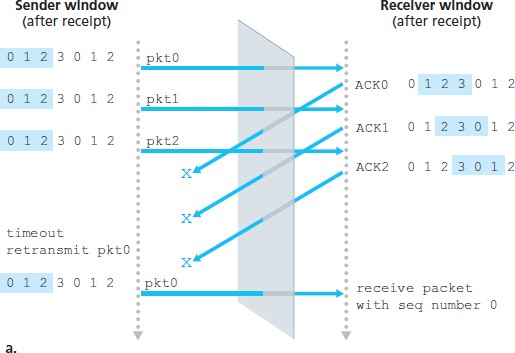 Sender window
(after receipt)
Receiver window
(after receipt)
0 1 2 3 0 1 2
pkt0
ACK0
0 1 2 3 0 1 2
0 1 2 3 0 1 2
pkt1
ACK1
0 1 2 3 0 1 2
0 1 2 3 0 1 2
pkt2
ACK2
0 1 2 3 0 1 2
X
X
X
timeout
retransmit pkt0
0 1 2 3 0 1 2
pkt0
receive packet
with seq number 0
a.